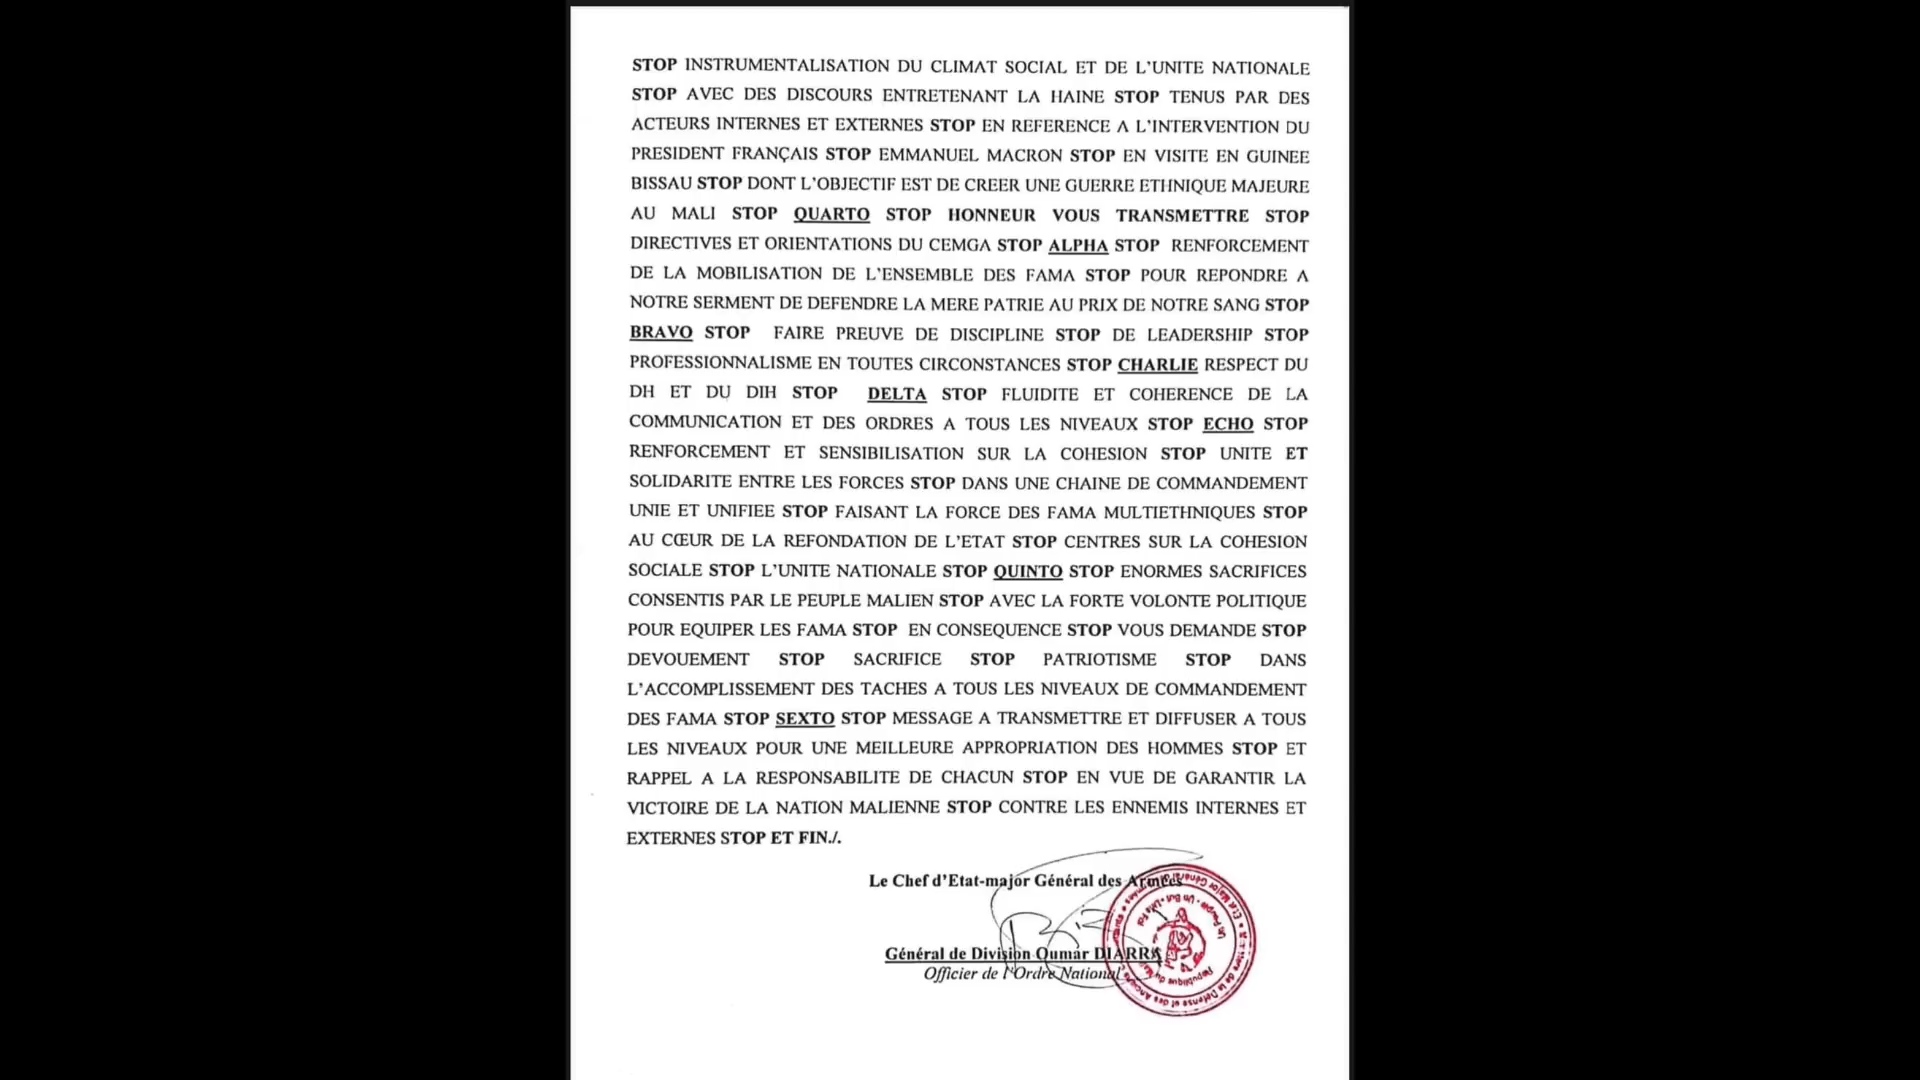 STOP INSTRUMENTALISATION DU CLIMAT SOCIAL ET DE L'UNITE NATIONALE
STOP AVEC DES DISCOURS ENTRETENANT LA HAINE STOP TENUS PAR DES
ACTEURS INTERNES ET EXTERNES STOP EN REFERENCE A L'INTERVENTION DU
PRESIDENT FRANÇAIS STOP EMMANUEL MACRON STOP EN VISITE EN GUINEE
BISSAU STOP DONT L'OBJECTIF EST DE CREER UNE GUERRE ETHNIQUE MAJEURE
AU MALI STOP QUARTO STOP HONNEUR VOUS TRANSMETTRE STOP
DIRECTIVES ET ORIENTATIONS DU CEMGA STOP ALPHA STOP RENFORCEMENT
DE LA MOBILISATION DE L'ENSEMBLE DES FAMA STOP POUR REPONDRE A
NOTRE SERMENT DE DEFENDRE LA MERE PATRIE AU PRIX DE NOTRE SANG STOP
BRAVO STOP FAIRE PREUVE DE DISCIPLINE STOP DE LEADERSHIP STOP
PROFESSIONNALISME EN TOUTES CIRCONSTANCES STOP CHARLIE RESPECT DU
DH ET DU DIH STOP DELTA STOP FLUIDITE ET COHERENCE DE LA
COMMUNICATION ET DES ORDRES A TOUS LES NIVEAUX STOP ECHO STOP
RENFORCEMENT ET SENSIBILISATION SUR LA COHESION STOP UNITE ET
SOLIDARITE ENTRE LES FORCES STOP DANS UNE CHAINE DE COMMANDEMENT
UNIE ET UNIFIEE STOP FAISANT LA FORCE DES FAMA MULTIETHNIQUES STOP
AU CŒUR DE LA REFONDATION DE L'ETAT STOP CENTRES SUR LA COHESION
SOCIALE STOP L'UNITE NATIONALE STOP QUINTO STOP ENORMES SACRIFICES
CONSENTIS PAR LE PEUPLE MALIEN STOP AVEC LA FORTE VOLONTE POLITIQUE
POUR EQUIPER LES FAMA STOP EN CONSEQUENCE STOP VOUS DEMANDE STOP
DEVOUEMENT STOP SACRIFICE STOP PATRIOTISME STOP DANS
L'ACCOMPLISSEMENT DES TACHES A TOUS LES NIVEAUX DE COMMANDEMENT
DES FAMA STOP SEXTO STOP MESSAGE A TRANSMETTRE ET DIFFUSER A TOUS
LES NIVEAUX POUR UNE MEILLEURE APPROPRIATION DES HOMMES STOP ET
RAPPEL A LA RESPONSABILITE DE CHACUN STOP EN VUE DE GARANTIR LA
VICTOIRE DE LA NATION MALIENNE STOP CONTRE LES ENNEMIS INTERNES ET
EXTERNES STOP ET FIN./.
Le Chef d'Etat-major Général des Armées
Général de Division Oumar DIARRA
Officier de l'Ordre National
Un Peuple - Un But - Une Foi
République du Mali